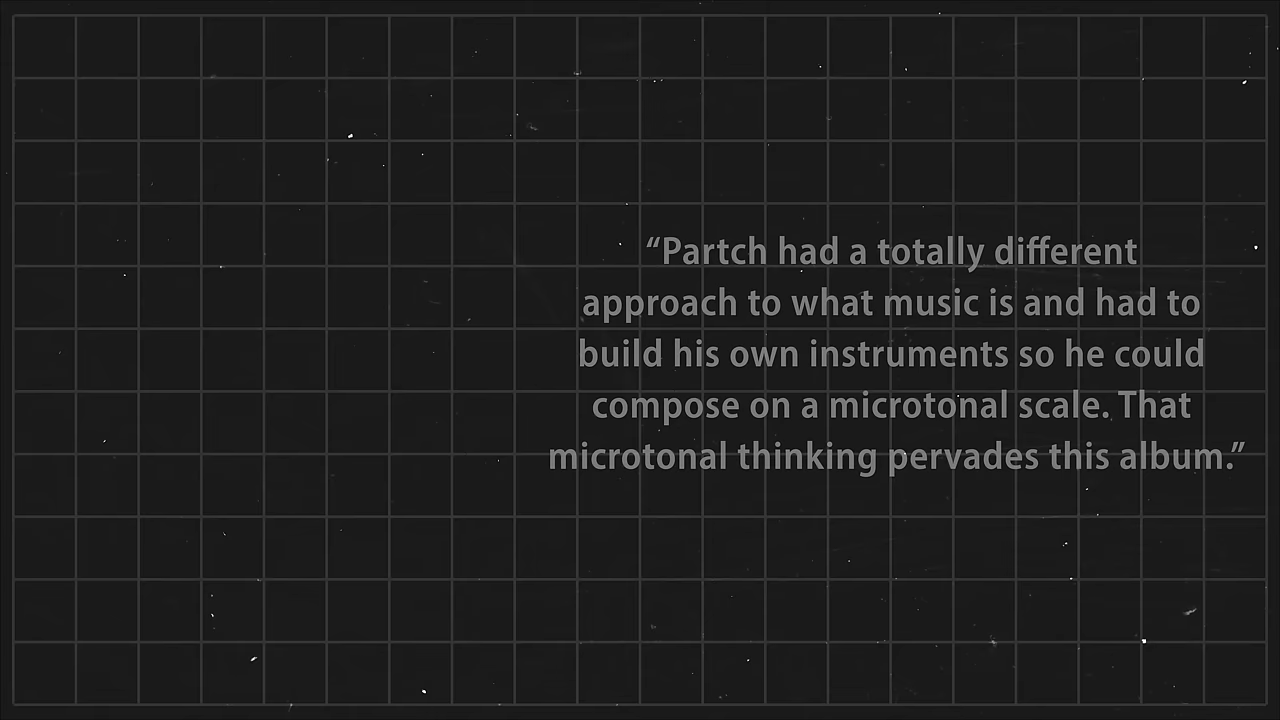 “Partch had a totally different
approach to what music is and had to
build his own instruments so he could
compose on a microtonal scale. That
microtonal thinking pervades this album.”